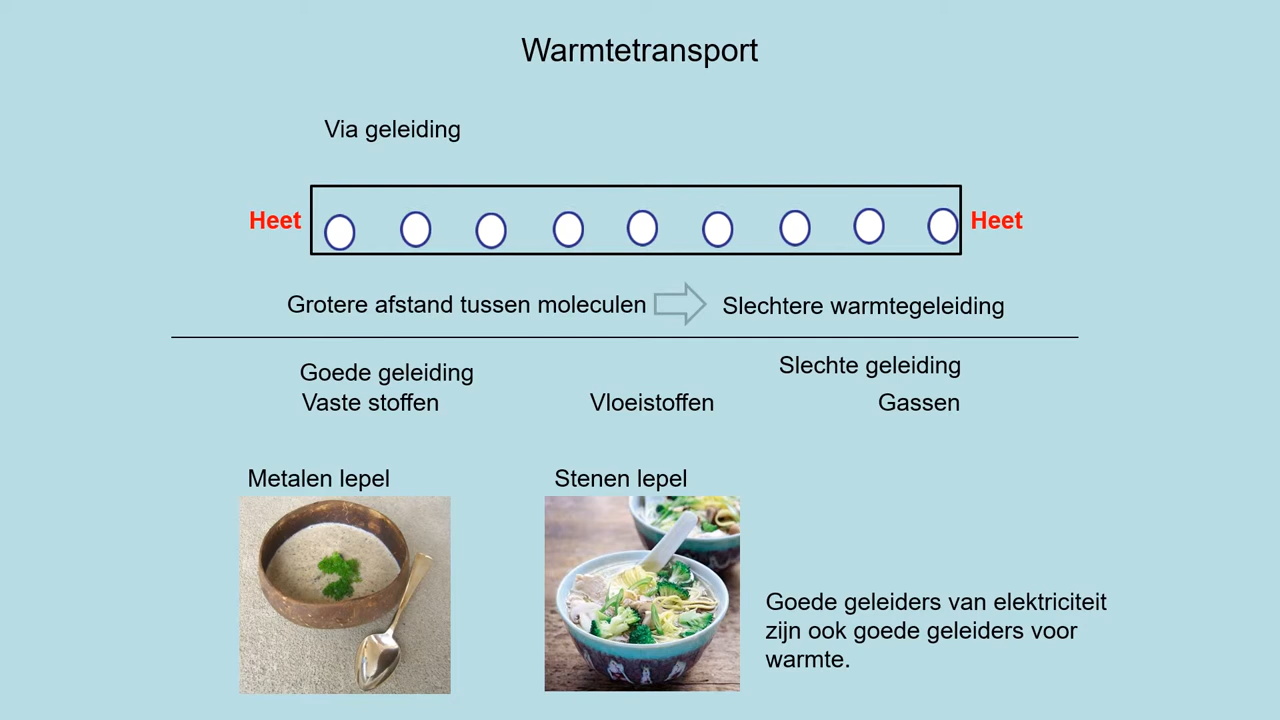 Warmtetransport
Via geleiding
Heet
Heet
Grotere afstand tussen moleculen
Slechtere warmtegeleiding
Goede geleiding
Slechte geleiding
Vaste stoffen
Vloeistoffen
Gassen
Metalen lepel
Stenen lepel
Goede geleiders van elektriciteit
zijn ook goede geleiders voor
warmte.